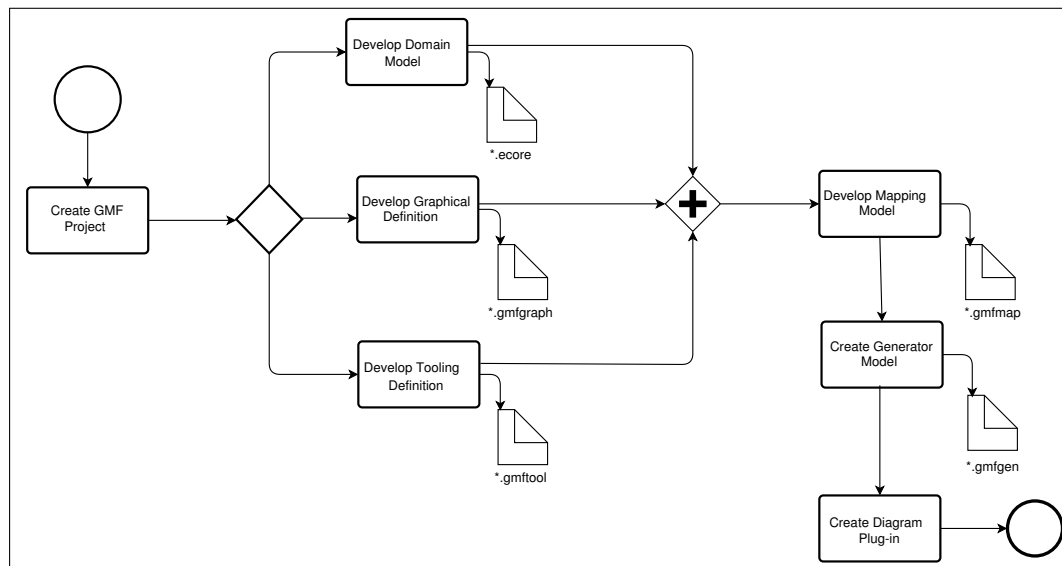 Create GMF
Project
Develop Domain
Model
*.ecore
Develop Graphical
Definition
*.gmfgraph
Develop Tooling
Definition
*.gmftool
Develop Mapping
Model
*.gmfmap
Create Generator
Model
*.gmfgen
Create Diagram
Plug-in